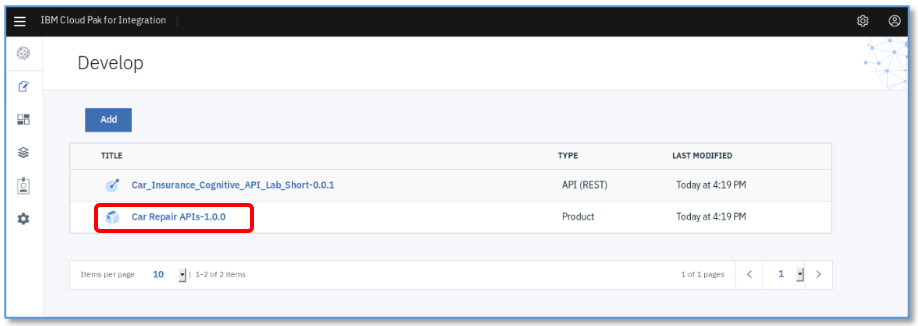 IBM Cloud Pak for Integration
Develop
Add
TITLE TYPE LAST MODIFIED
Car_Insurance_Cognitive_API_Lab_Short-0.0.1 API (REST) Today at 4:19 PM
Car Repair APIs-1.0.0 Product Today at 4:19 PM
Items per page 10 | 1-2 of 2 items 1 of 1 pages 1